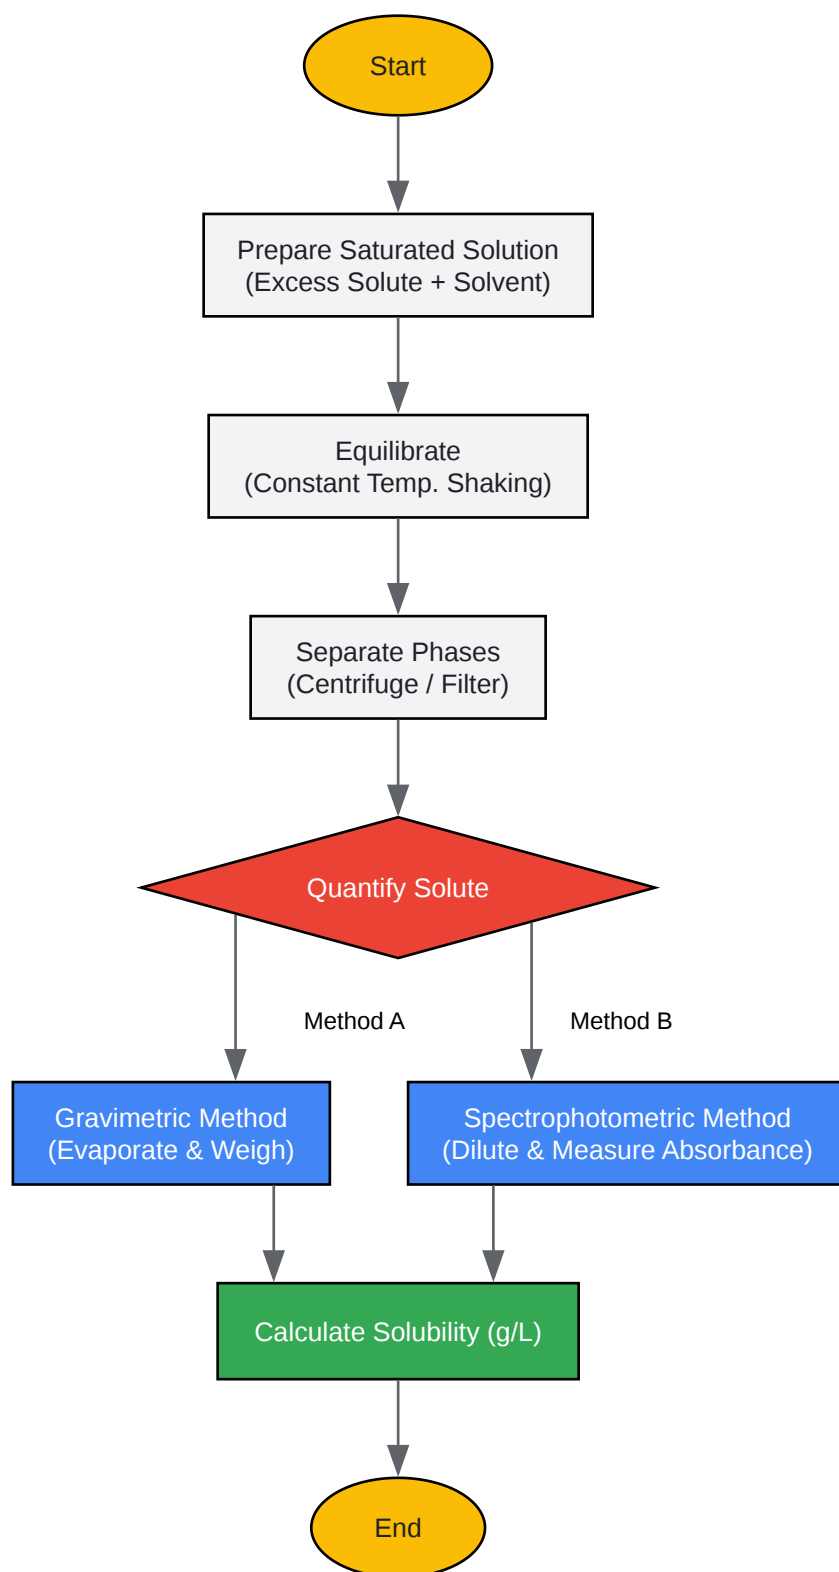 Start
Prepare Saturated Solution
(Excess Solute + Solvent)
Equilibrate
(Constant Temp. Shaking)
Separate Phases
(Centrifuge / Filter)
Quantify Solute
Method A
Method B
Gravimetric Method
(Evaporate & Weigh)
Spectrophotometric Method
(Dilute & Measure Absorbance)
Calculate Solubility (g/L)
End